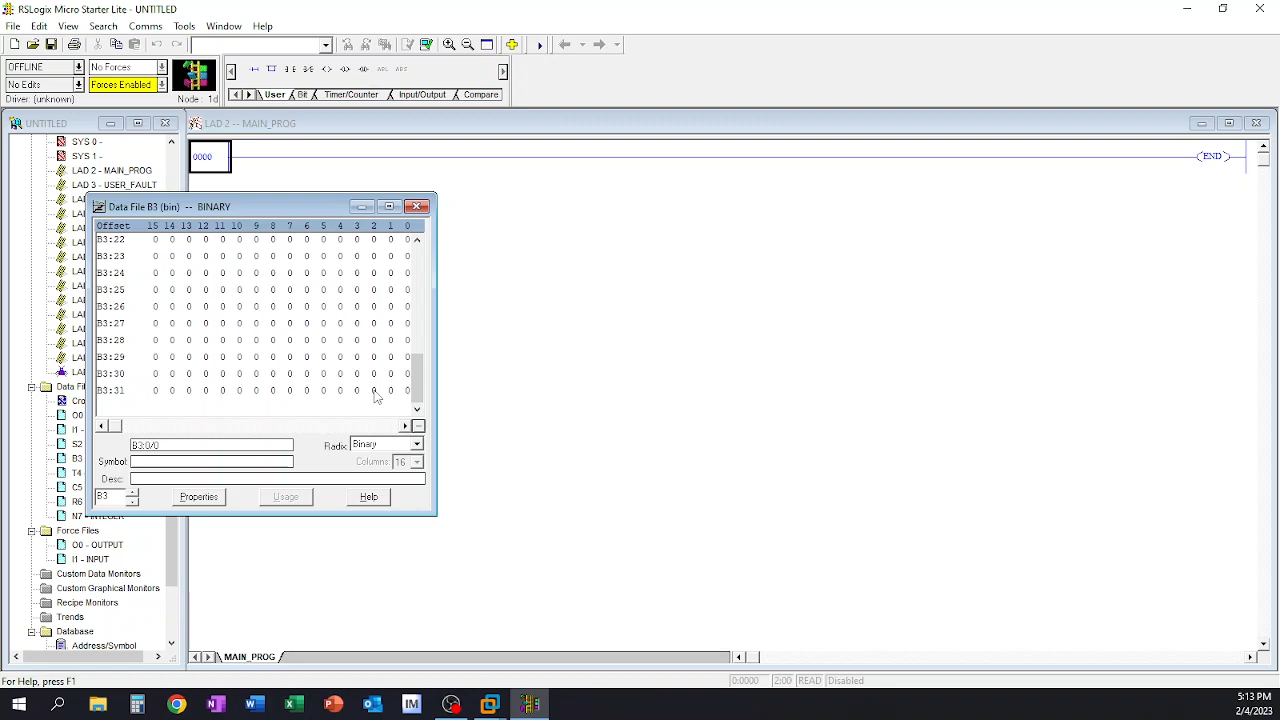 RSLogix Micro Starter Lite - UNTITLED
File Edit View Search Comms Tools Window Help
OFFLINE No Forces
No Edits Forces Enabled
Driver: (unknown) Node : 1d
User Bit Timer/Counter Input/Output Compare
UNTITLED
LAD 2 -- MAIN_PROG
SYS 0 -
SYS 1 -
LAD 2 - MAIN_PROG
LAD 3 - USER_FAULT
0000
END
Data File B3 (bin) -- BINARY
Offset 15 14 13 12 11 10 9 8 7 6 5 4 3 2 1 0
B3:22 0 0 0 0 0 0 0 0 0 0 0 0 0 0 0 0
B3:23 0 0 0 0 0 0 0 0 0 0 0 0 0 0 0 0
B3:24 0 0 0 0 0 0 0 0 0 0 0 0 0 0 0 0
B3:25 0 0 0 0 0 0 0 0 0 0 0 0 0 0 0 0
B3:26 0 0 0 0 0 0 0 0 0 0 0 0 0 0 0 0
B3:27 0 0 0 0 0 0 0 0 0 0 0 0 0 0 0 0
B3:28 0 0 0 0 0 0 0 0 0 0 0 0 0 0 0 0
B3:29 0 0 0 0 0 0 0 0 0 0 0 0 0 0 0 0
B3:30 0 0 0 0 0 0 0 0 0 0 0 0 0 0 0 0
B3:31 0 0 0 0 0 0 0 0 0 0 0 0 0 0 0 0
B3:0/0 Radix: Binary
Symbol: Columns: 16
Desc:
B3 Properties Usage Help
LA
LA
LA
LA
LA
LA
LA
LAD
LAD
LAD
LAD
LAD
LAD
Data Fil
Cro
O0
I1 -
S2
B3
T4
C5
R6
N7 - INTEGER
Force Files
O0 - OUTPUT
I1 - INPUT
Custom Data Monitors
Custom Graphical Monitors
Recipe Monitors
Trends
Database
Address/Symbol
MAIN_PROG
For Help, press F1
0:0000 2:00 READ Disabled
5:13 PM
2/4/2023